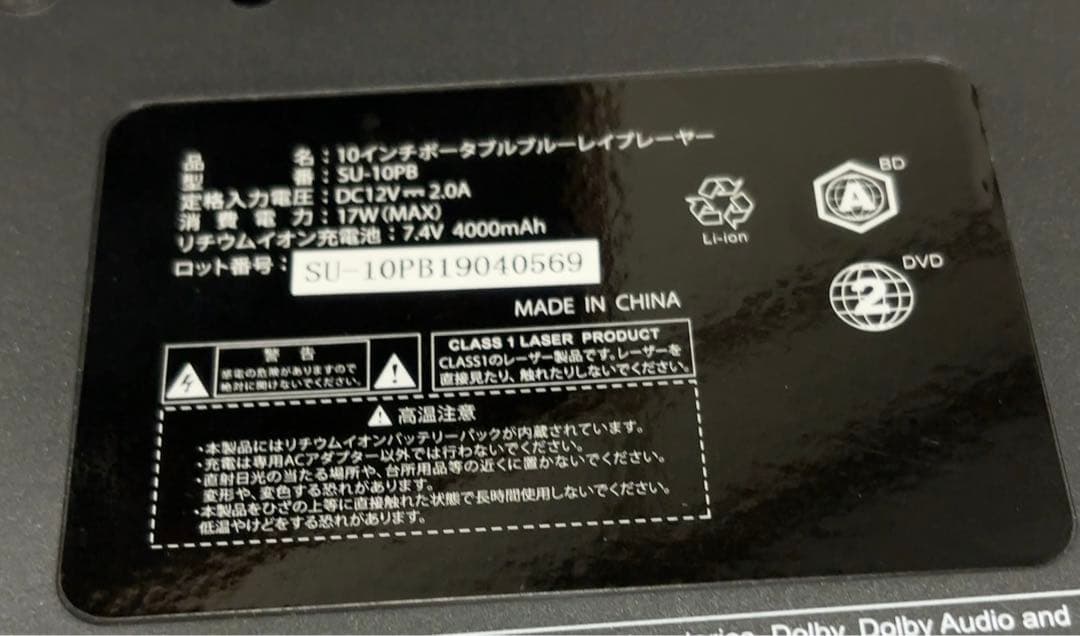 品名：10インチポータブルブルーレイプレーヤー
型番：SU-10PB
定格入力電圧：DC12V⎓2.0A
消費電力：17W(MAX)
リチウムイオン充電池：7.4V 4000mAh
ロット番号：SU-10PB19040569
MADE IN CHINA
Li-ion
BD
A
DVD
2
警告
感電の危険がありますので
絶対に開けないでください。
CLASS 1 LASER PRODUCT
CLASS1のレーザー製品です。レーザーを
直接見たり、触れたりしないでください。
高温注意
・本製品にはリチウムイオンバッテリーパックが内蔵されています。
・充電は専用ACアダプター以外では行わないでください。
・直射日光の当たる場所や、台所用品等の近くに置かないでください。
変形や、変色する恐れがあります。
・本製品をひざの上等に直接触れた状態で長時間使用しないでください。
低温やけどをする恐れがあります。
Dolby, Dolby Audio and